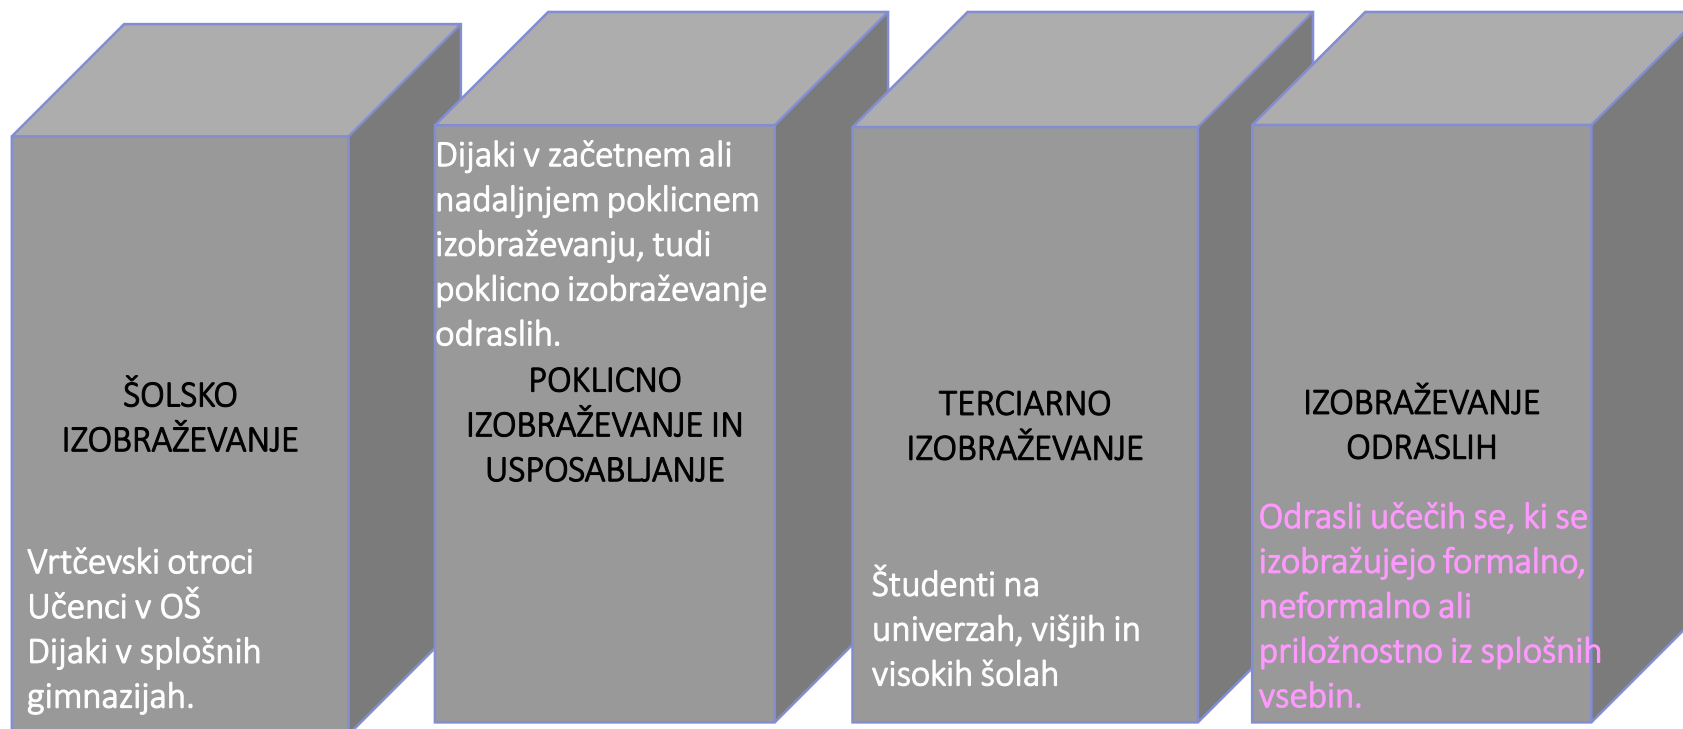 ŠOLSKO
IZOBRAŽEVANJE
Vrtčevski otroci
Učenci v OŠ
Dijaki v splošnih
gimnazijah.
Dijaki v začetnem ali
nadaljnjem poklicnem
izobraževanju, tudi
poklicno izobraževanje
odraslih.
POKLICNO
IZOBRAŽEVANJE IN
USPOSABLJANJE
TERCIARNO
IZOBRAŽEVANJE
Študenti na
univerzah, višjih in
visokih šolah
IZOBRAŽEVANJE
ODRASLIH
Odrasli učečih se, ki se
izobražujejo formalno,
neformalno ali
priložnostno iz splošnih
vsebin.